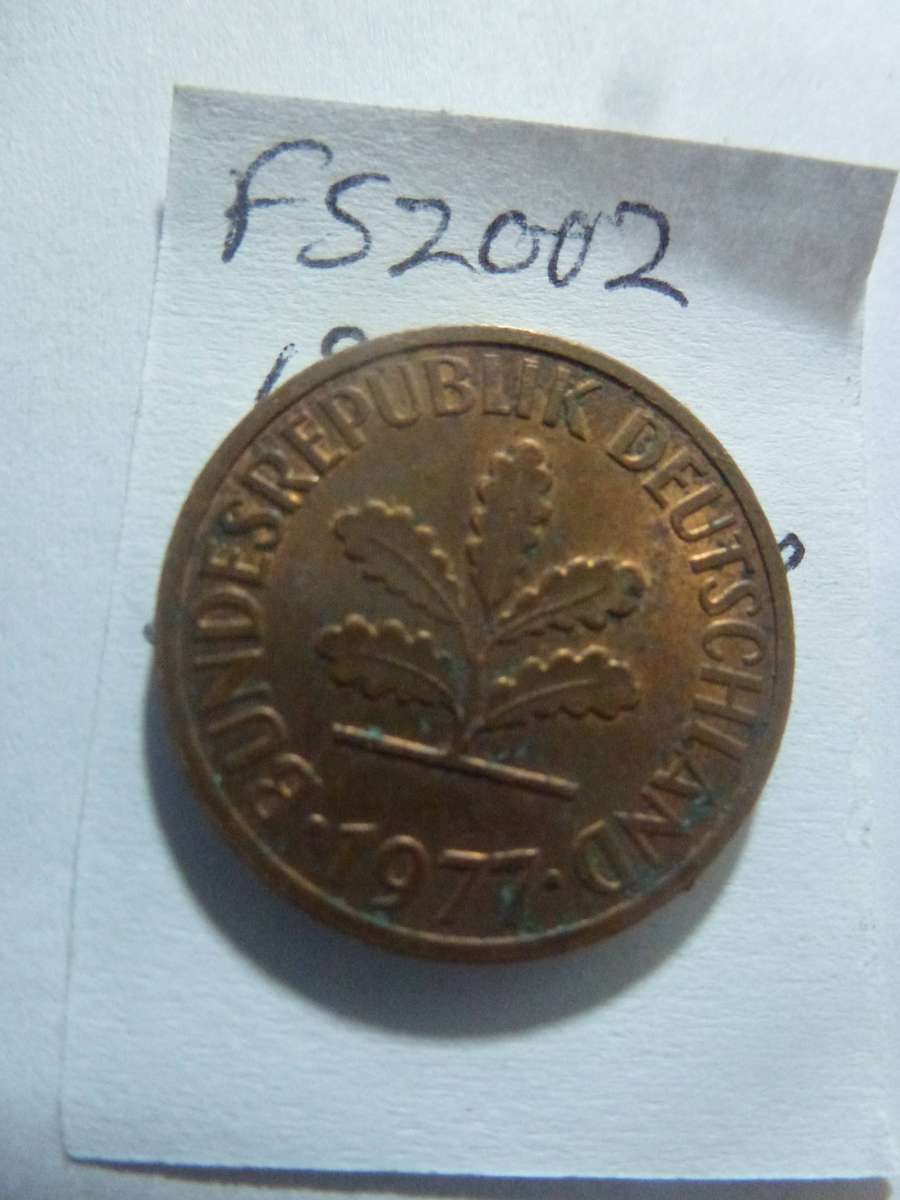 FS2002
BUNDESREPUBLIK DEUTSCHLAND
· 1977 ·